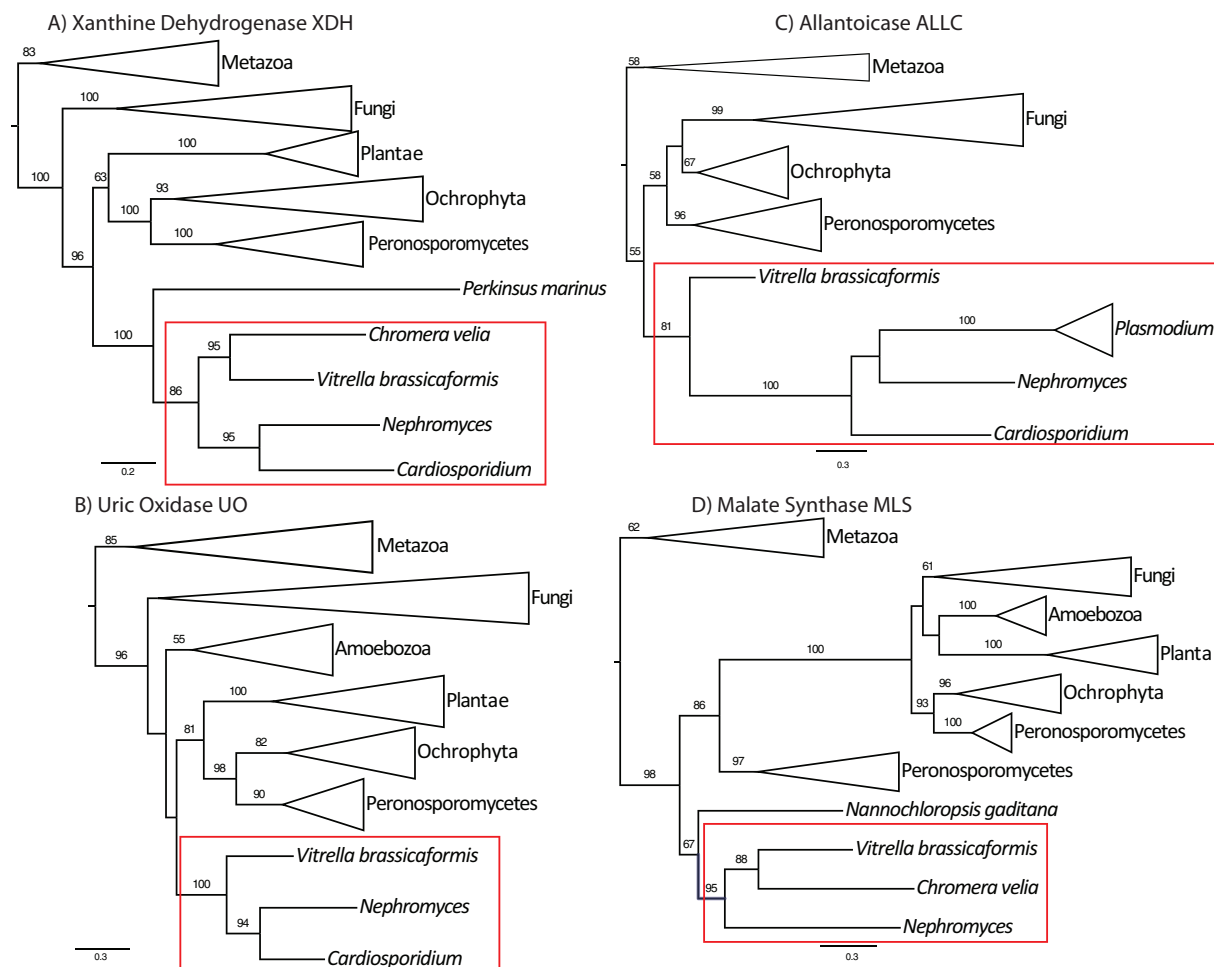 A) Xanthine Dehydrogenase XDH
83
Metazoa
100
Fungi
100
Plantae
100
63
93
Ochrophyta
100
100
Peronosporomycetes
96
Perkinsus marinus
100
Chromera velia
95
Vitrella brassicaformis
86
Nephromyces
95
Cardiosporidium
0.2
B) Uric Oxidase UO
85
Metazoa
Fungi
96
55
Amoebozoa
100
Plantae
81
82
Ochrophyta
98
90
Peronosporomycetes
Vitrella brassicaformis
100
Nephromyces
94
Cardiosporidium
0.3
C) Allantoicase ALLC
58
Metazoa
99
Fungi
67
Ochrophyta
58
96
Peronosporomycetes
55
Vitrella brassicaformis
81
100
Plasmodium
100
Nephromyces
Cardiosporidium
0.3
D) Malate Synthase MLS
62
Metazoa
61
Fungi
100
Amoebozoa
100
100
Planta
96
Ochrophyta
93
100
Peronosporomycetes
86
97
Peronosporomycetes
98
Nannochloropsis gaditana
67
Vitrella brassicaformis
88
Chromera velia
95
Nephromyces
0.3